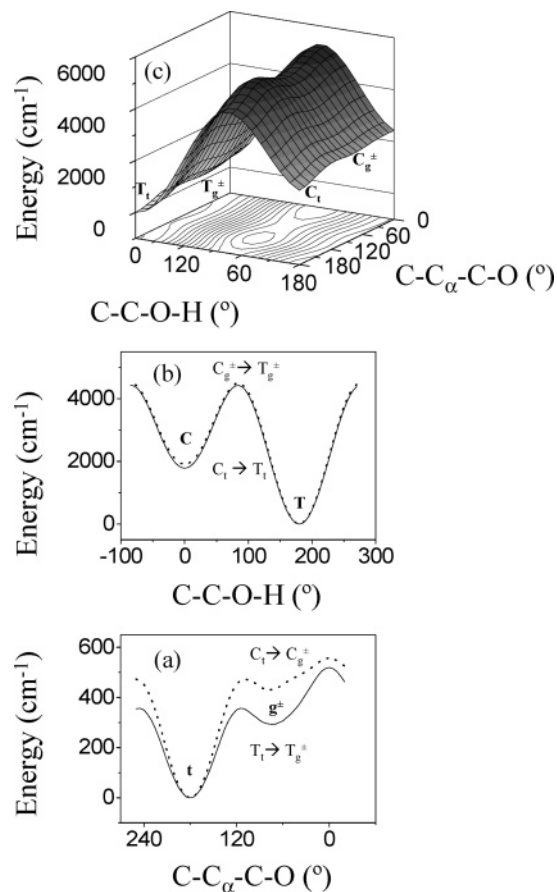 (c)
6000
4000
2000
0
Energy (cm⁻¹)
T_t
T_g^±
C_t
C_g^±
0
120
60
180
180
120
60
0
C-C-O-H (º)
C-C_α-C-O (º)
(b)
C_g^± → T_g^±
4000
2000
0
Energy (cm⁻¹)
C
C_t → T_t
T
-100 0 100 200 300
C-C-O-H (º)
(a)
C_t → C_g^±
600
400
200
0
Energy (cm⁻¹)
g^±
t
T_t → T_g^±
240 120 0
C-C_α-C-O (º)